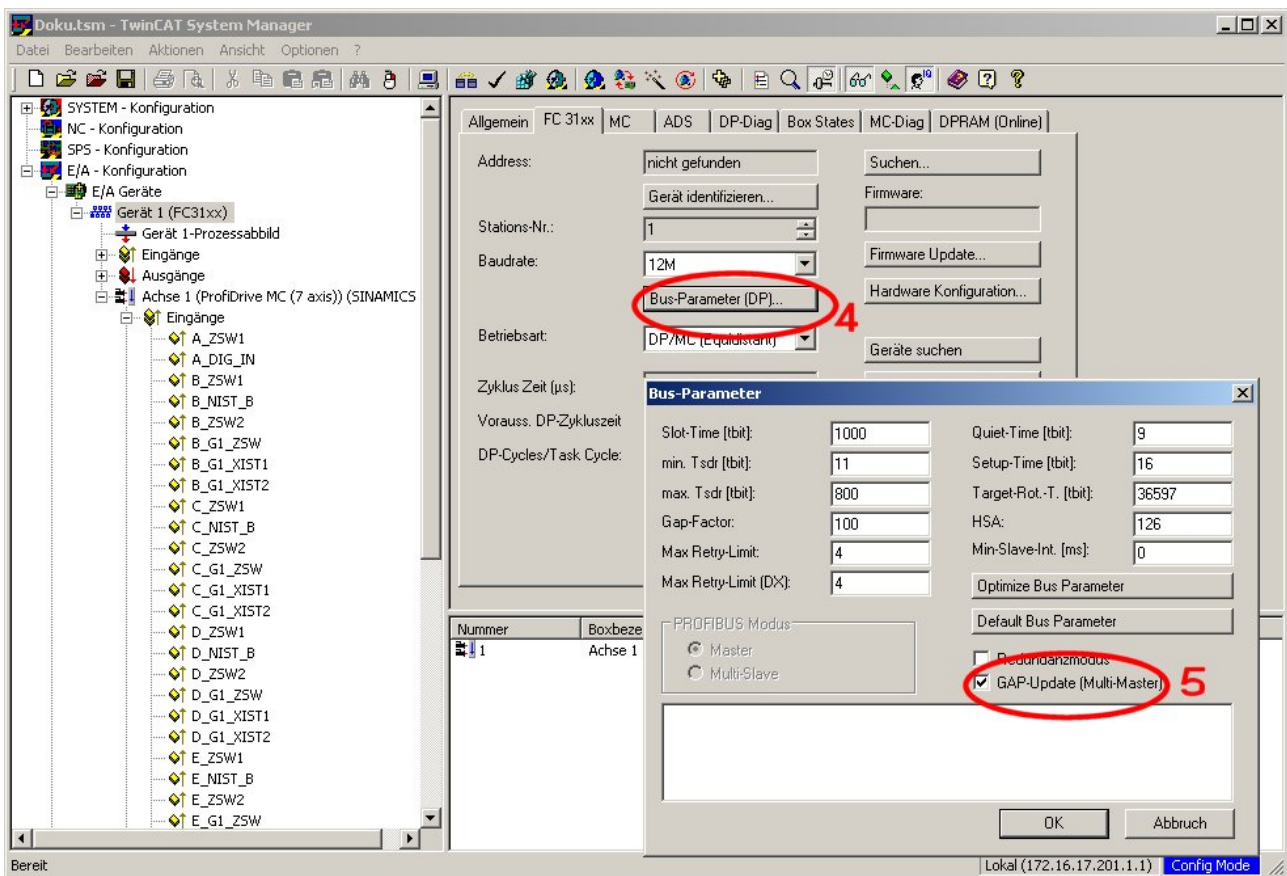 Doku.tsm - TwinCAT System Manager
Datei Bearbeiten Aktionen Ansicht Optionen ?
SYSTEM - Konfiguration
NC - Konfiguration
SPS - Konfiguration
E/A - Konfiguration
E/A Geräte
Gerät 1 (FC31xx)
Gerät 1-Prozessabbild
Eingänge
Ausgänge
Achse 1 (ProfiDrive MC (7 axis)) (SINAMICS
Eingänge
A_ZSW1
A_DIG_IN
B_ZSW1
B_NIST_B
B_ZSW2
B_G1_ZSW
B_G1_XIST1
B_G1_XIST2
C_ZSW1
C_NIST_B
C_ZSW2
C_G1_ZSW
C_G1_XIST1
C_G1_XIST2
D_ZSW1
D_NIST_B
D_ZSW2
D_G1_ZSW
D_G1_XIST1
D_G1_XIST2
E_ZSW1
E_NIST_B
E_ZSW2
E_G1_ZSW
Allgemein FC 31xx MC ADS DP-Diag Box States MC-Diag DPRAM (Online)
Address: nicht gefunden Suchen...
Gerät identifizieren... Firmware:
Stations-Nr.: 1
Baudrate: 12M Firmware Update...
Bus-Parameter (DP)... 4 Hardware Konfiguration...
Betriebsart: DP/MC (Equidistant) Geräte suchen
Zyklus Zeit (µs):
Vorauss. DP-Zykluszeit
DP-Cycles/Task Cycle:
Nummer Boxbeze
1 Achse 1
Bus-Parameter
Slot-Time [tbit]: 1000 Quiet-Time [tbit]: 9
min. Tsdr [tbit]: 11 Setup-Time [tbit]: 16
max. Tsdr [tbit]: 800 Target-Rot.-T. [tbit]: 36597
Gap-Factor: 100 HSA: 126
Max Retry-Limit: 4 Min-Slave-Int. [ms]: 0
Max Retry-Limit (DX): 4 Optimize Bus Parameter
Default Bus Parameter
PROFIBUS Modus
Master
Multi-Slave
Redundanzmodus
GAP-Update (Multi-Master) 5
OK Abbruch
Bereit Lokal (172.16.17.201.1.1) Config Mode